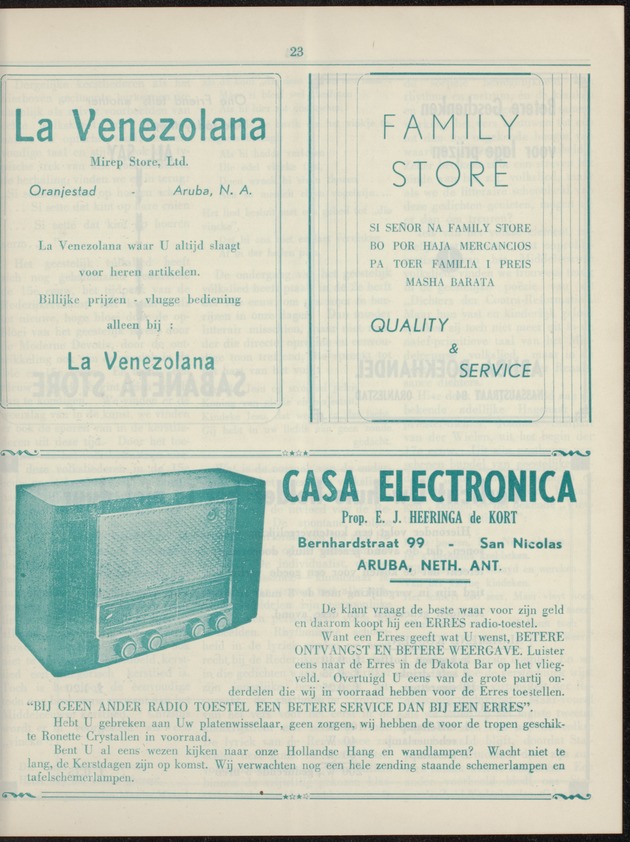 23
La Venezolana
Mirep Store, Ltd.
Oranjestad - Aruba, N. A.
La Venezolana waar U altijd slaagt
voor heren artikelen.
Billijke prijzen - vlugge bediening
alleen bij :
La Venezolana
FAMILY
STORE
SI SEÑOR NA FAMILY STORE
BO POR HAJA MERCANCIOS
PA TOER FAMILIA I PREIS
MASHA BARATA
QUALITY
&
SERVICE
CASA ELECTRONICA
Prop. E. J. HEFRINGA de KORT
Bernhardstraat 99 - San Nicolas
ARUBA, NETH. ANT.
De klant vraagt de beste waar voor zijn geld
en daarom koopt hij een ERRES radio-toestel.
Want een Erres geeft wat U wenst, BETERE
ONTVANGST EN BETERE WEERGAVE. Luister
eens naar de Erres in de Dakota Bar op het vlieg-
veld. Overtuigd U eens van de grote partij on-
derdelen die wij in voorraad hebben voor de Erres toestellen.
“BIJ GEEN ANDER RADIO TOESTEL EEN BETERE SERVICE DAN BIJ EEN ERRES”.
Hebt U gebreken aan Uw platenwisselaar, geen zorgen, wij hebben de voor de tropen geschik-
te Ronette Crystallen in voorraad.
Bent U al eens wezen kijken naar onze Hollandse Hang en wandlampen? Wacht niet te
lang, de Kerstdagen zijn op komst. Wij verwachten nog een hele zending staande schemerlampen en
tafelschemerlampen.